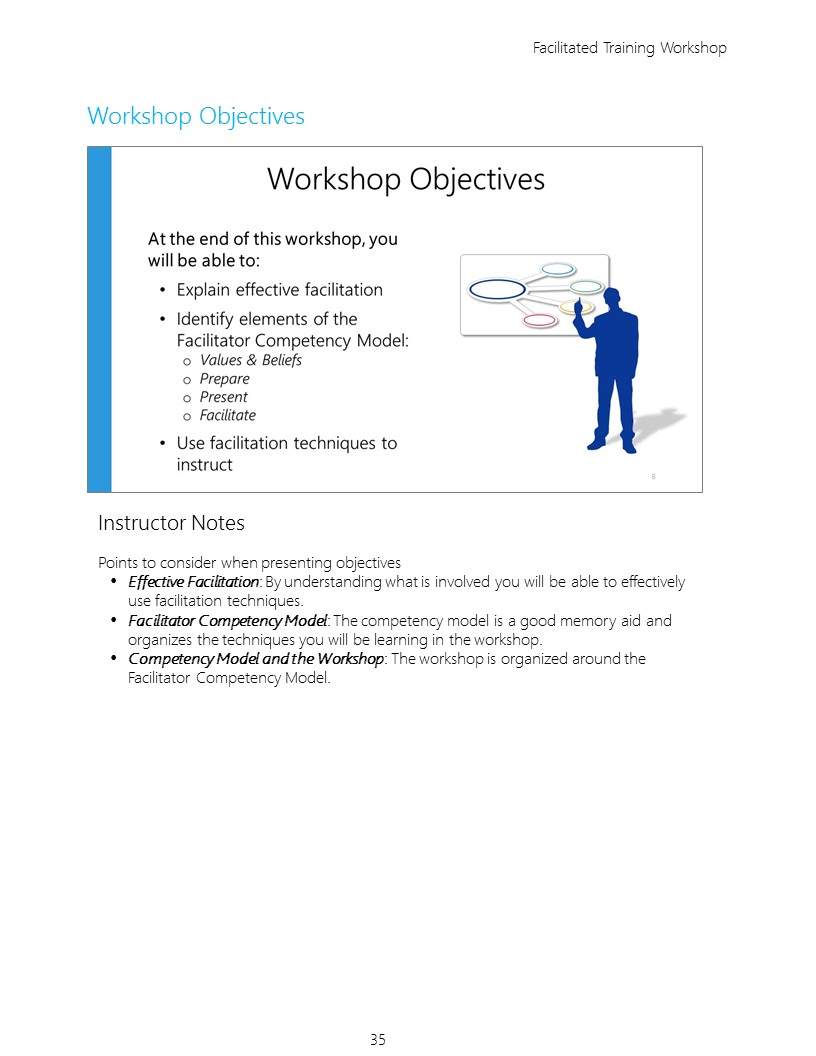 Facilitated Training Workshop
Workshop Objectives
Workshop Objectives
At the end of this workshop, you
will be able to:
• Explain effective facilitation
• Identify elements of the
Facilitator Competency Model:
o Values & Beliefs
o Prepare
o Present
o Facilitate
• Use facilitation techniques to
instruct
8
Instructor Notes
Points to consider when presenting objectives
• Effective Facilitation: By understanding what is involved you will be able to effectively
use facilitation techniques.
• Facilitator Competency Model: The competency model is a good memory aid and
organizes the techniques you will be learning in the workshop.
• Competency Model and the Workshop: The workshop is organized around the
Facilitator Competency Model.
35